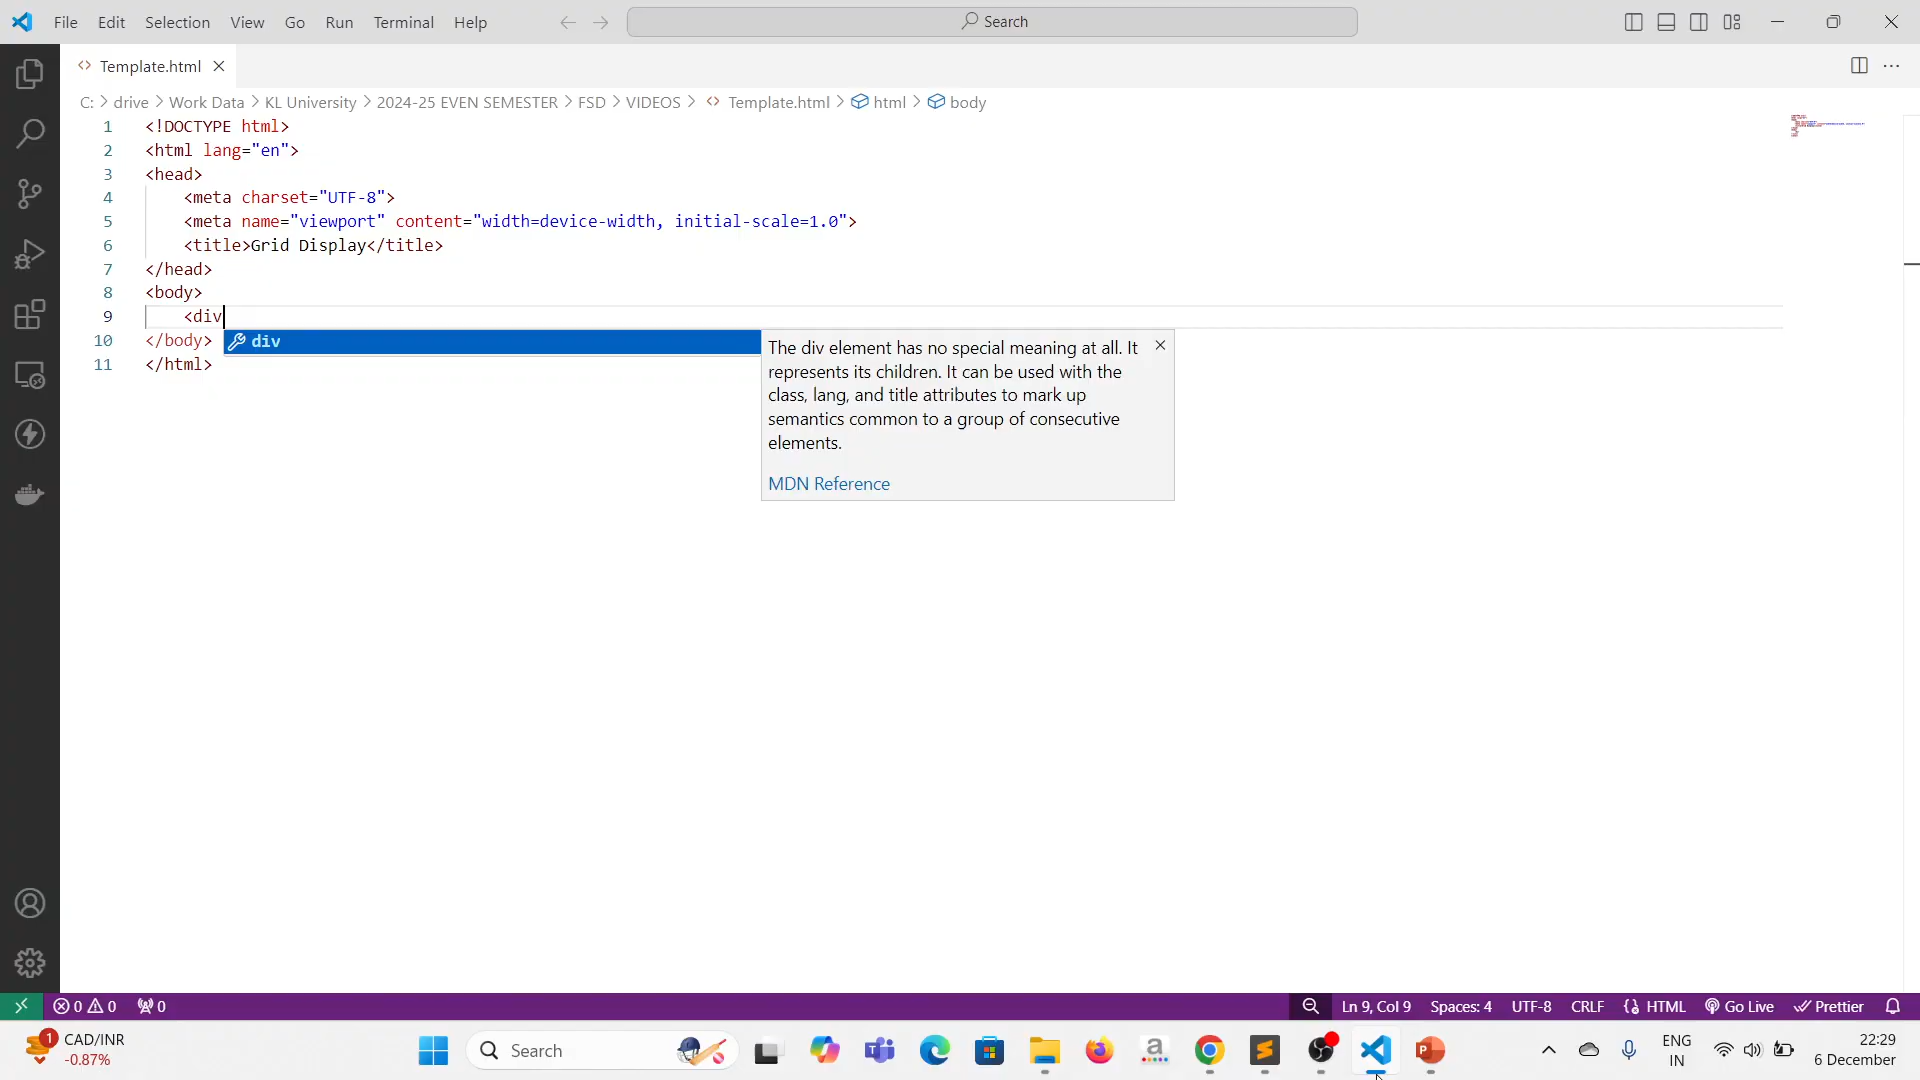 File Edit Selection View Go Run Terminal Help
Search
Template.html
C: > drive > Work Data > KL University > 2024-25 EVEN SEMESTER > FSD > VIDEOS > <> Template.html > html > body
1 <!DOCTYPE html>
2 <html lang="en">
3 <head>
4 <meta charset="UTF-8">
5 <meta name="viewport" content="width=device-width, initial-scale=1.0">
6 <title>Grid Display</title>
7 </head>
8 <body>
9 <div
10 </body>
11 </html>
div
The div element has no special meaning at all. It
represents its children. It can be used with the
class, lang, and title attributes to mark up
semantics common to a group of consecutive
elements.
MDN Reference
0 0 0 Ln 9, Col 9 Spaces: 4 UTF-8 CRLF {} HTML Go Live Prettier
1 CAD/INR
-0.87%
Search
ENG
IN
22:29
6 December